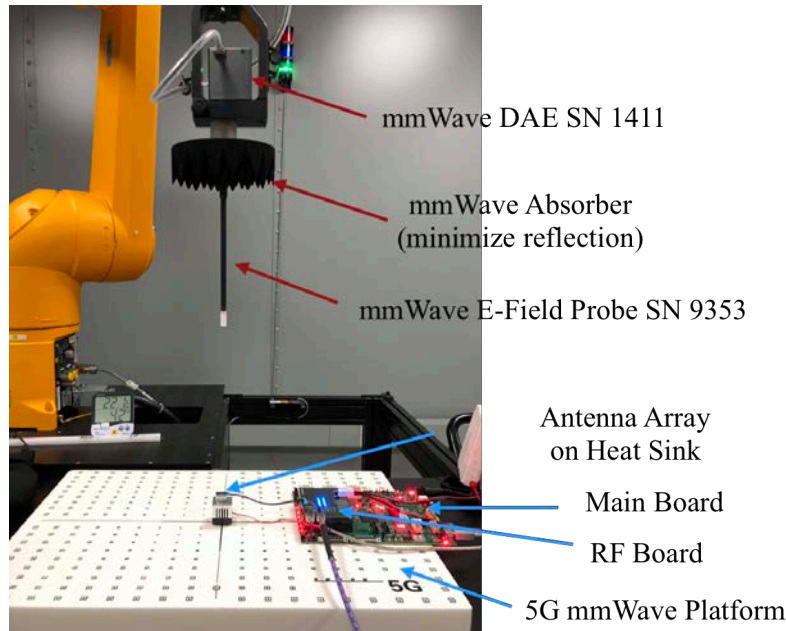 mmWave DAE SN 1411
mmWave Absorber
(minimize reflection)
mmWave E-Field Probe SN 9353
Antenna Array
on Heat Sink
Main Board
RF Board
5G
5G mmWave Platform